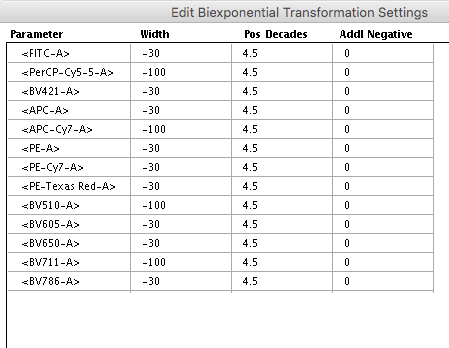 Edit Biexponential Transformation Settings
Parameter Width Pos Decades Addl Negative
<FITC-A> -30 4.5 0
<PerCP-Cy5-5-A> -100 4.5 0
<BV421-A> -30 4.5 0
<APC-A> -30 4.5 0
<APC-Cy7-A> -100 4.5 0
<PE-A> -30 4.5 0
<PE-Cy7-A> -30 4.5 0
<PE-Texas Red-A> -30 4.5 0
<BV510-A> -100 4.5 0
<BV605-A> -30 4.5 0
<BV650-A> -30 4.5 0
<BV711-A> -100 4.5 0
<BV786-A> -30 4.5 0